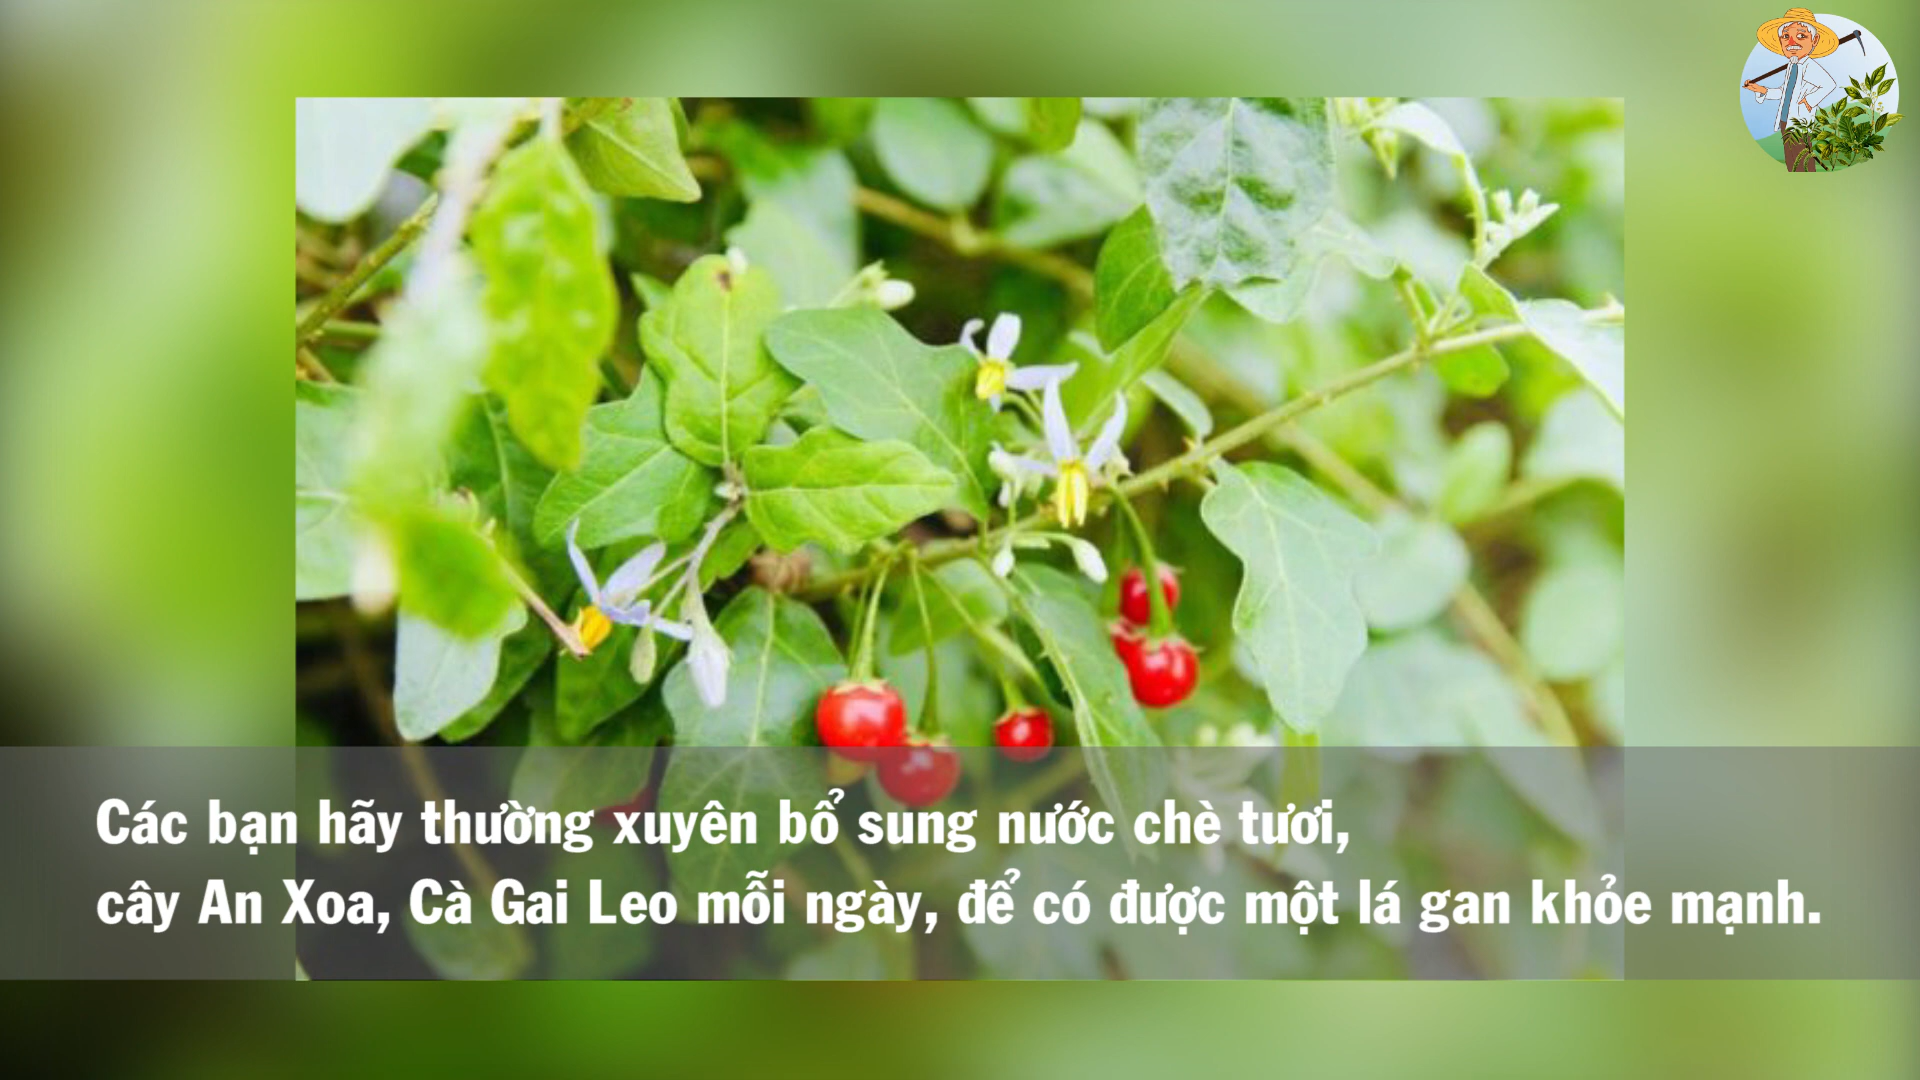 Các bạn hãy thường xuyên bổ sung nước chè tươi,
cây An Xoa, Cà Gai Leo mỗi ngày, để có được một lá gan khỏe mạnh.